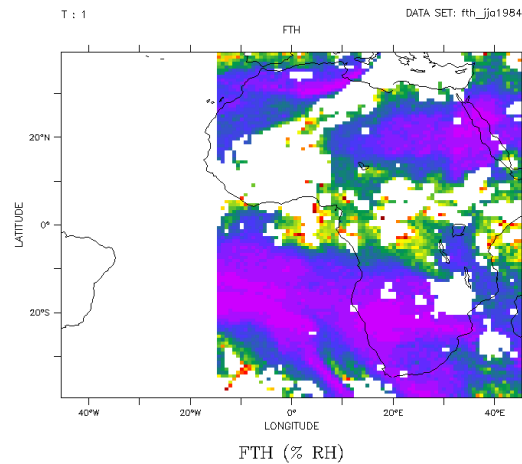 T : 1
DATA SET: fth_jja1984
FTH
20°N
0°
20°S
LATITUDE
40°W
20°W
0°
20°E
40°E
LONGITUDE
FTH (% RH)